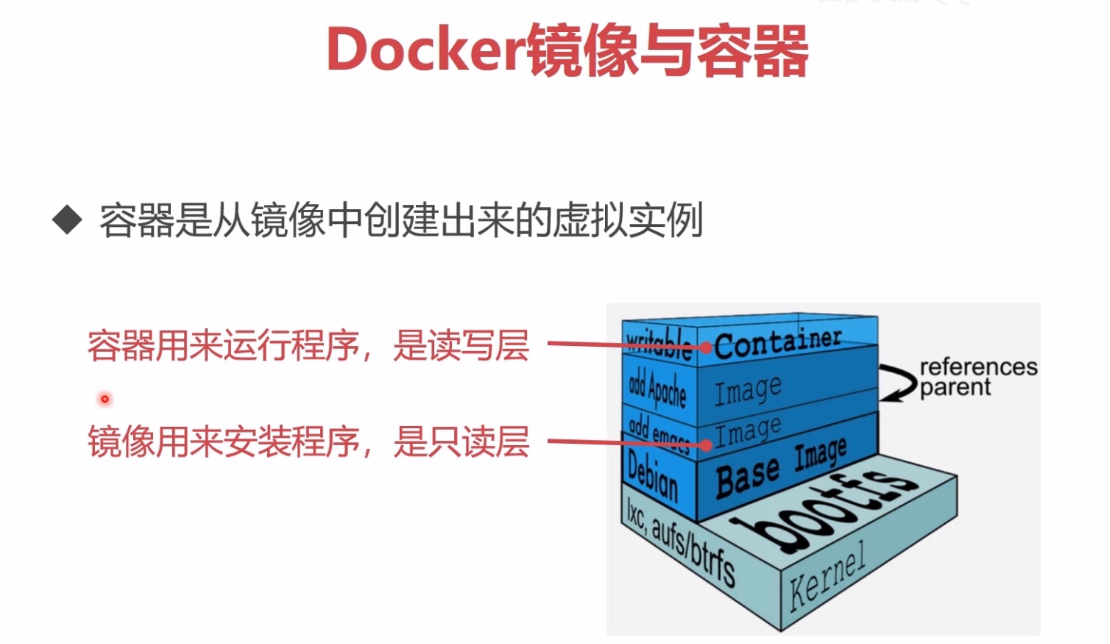 Docker镜像与容器
容器是从镜像中创建出来的虚拟实例
容器用来运行程序，是读写层
镜像用来安装程序，是只读层
writable Container
add Apache Image
add emacs Image
Debian Base Image
references
parent
bootfs
lxc, aufs/btrfs
Kernel